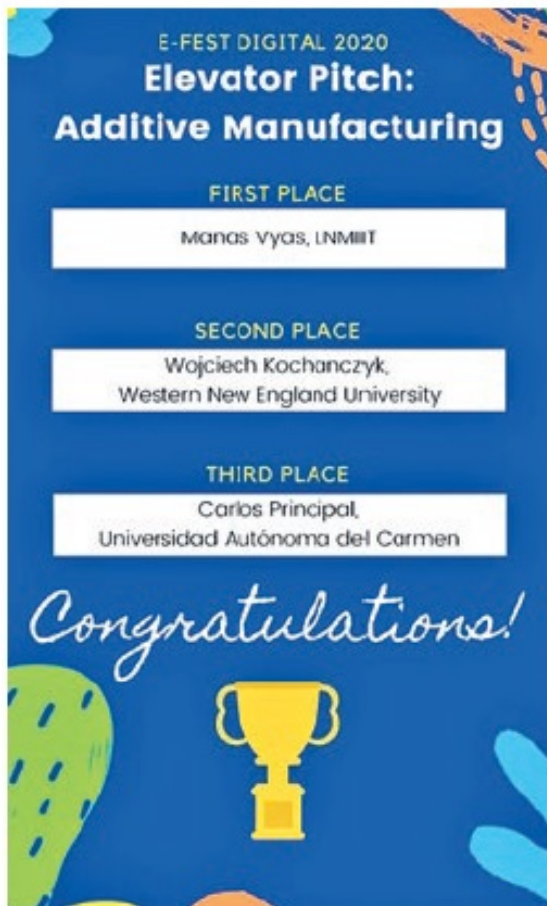 E-FEST DIGITAL 2020
Elevator Pitch:
Additive Manufacturing
FIRST PLACE
Manas Vyas, LNMIIT
SECOND PLACE
Wojciech Kochanczyk,
Western New England University
THIRD PLACE
Carlos Principal,
Universidad Autónoma del Carmen
Congratulations!